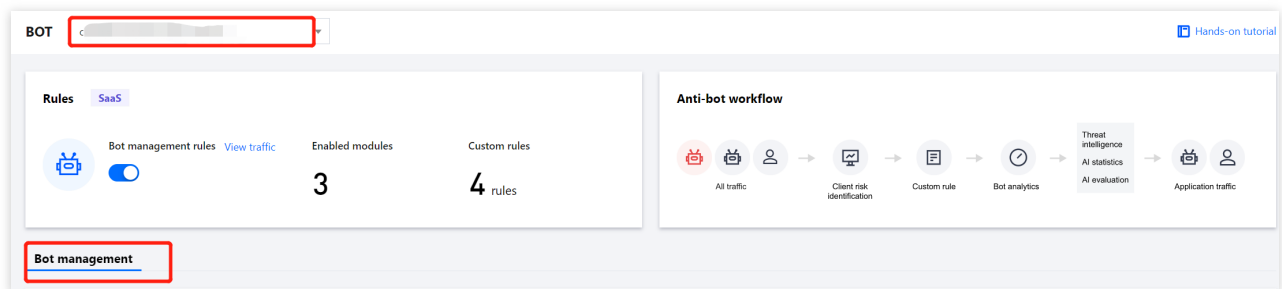 BOT
Hands-on tutorial
Rules SaaS
Bot management rules View traffic
Enabled modules
3
Custom rules
4 rules
Anti-bot workflow
All traffic
Client risk
identification
Custom rule
Bot analytics
Threat
intelligence
AI statistics
AI evaluation
Application traffic
Bot management